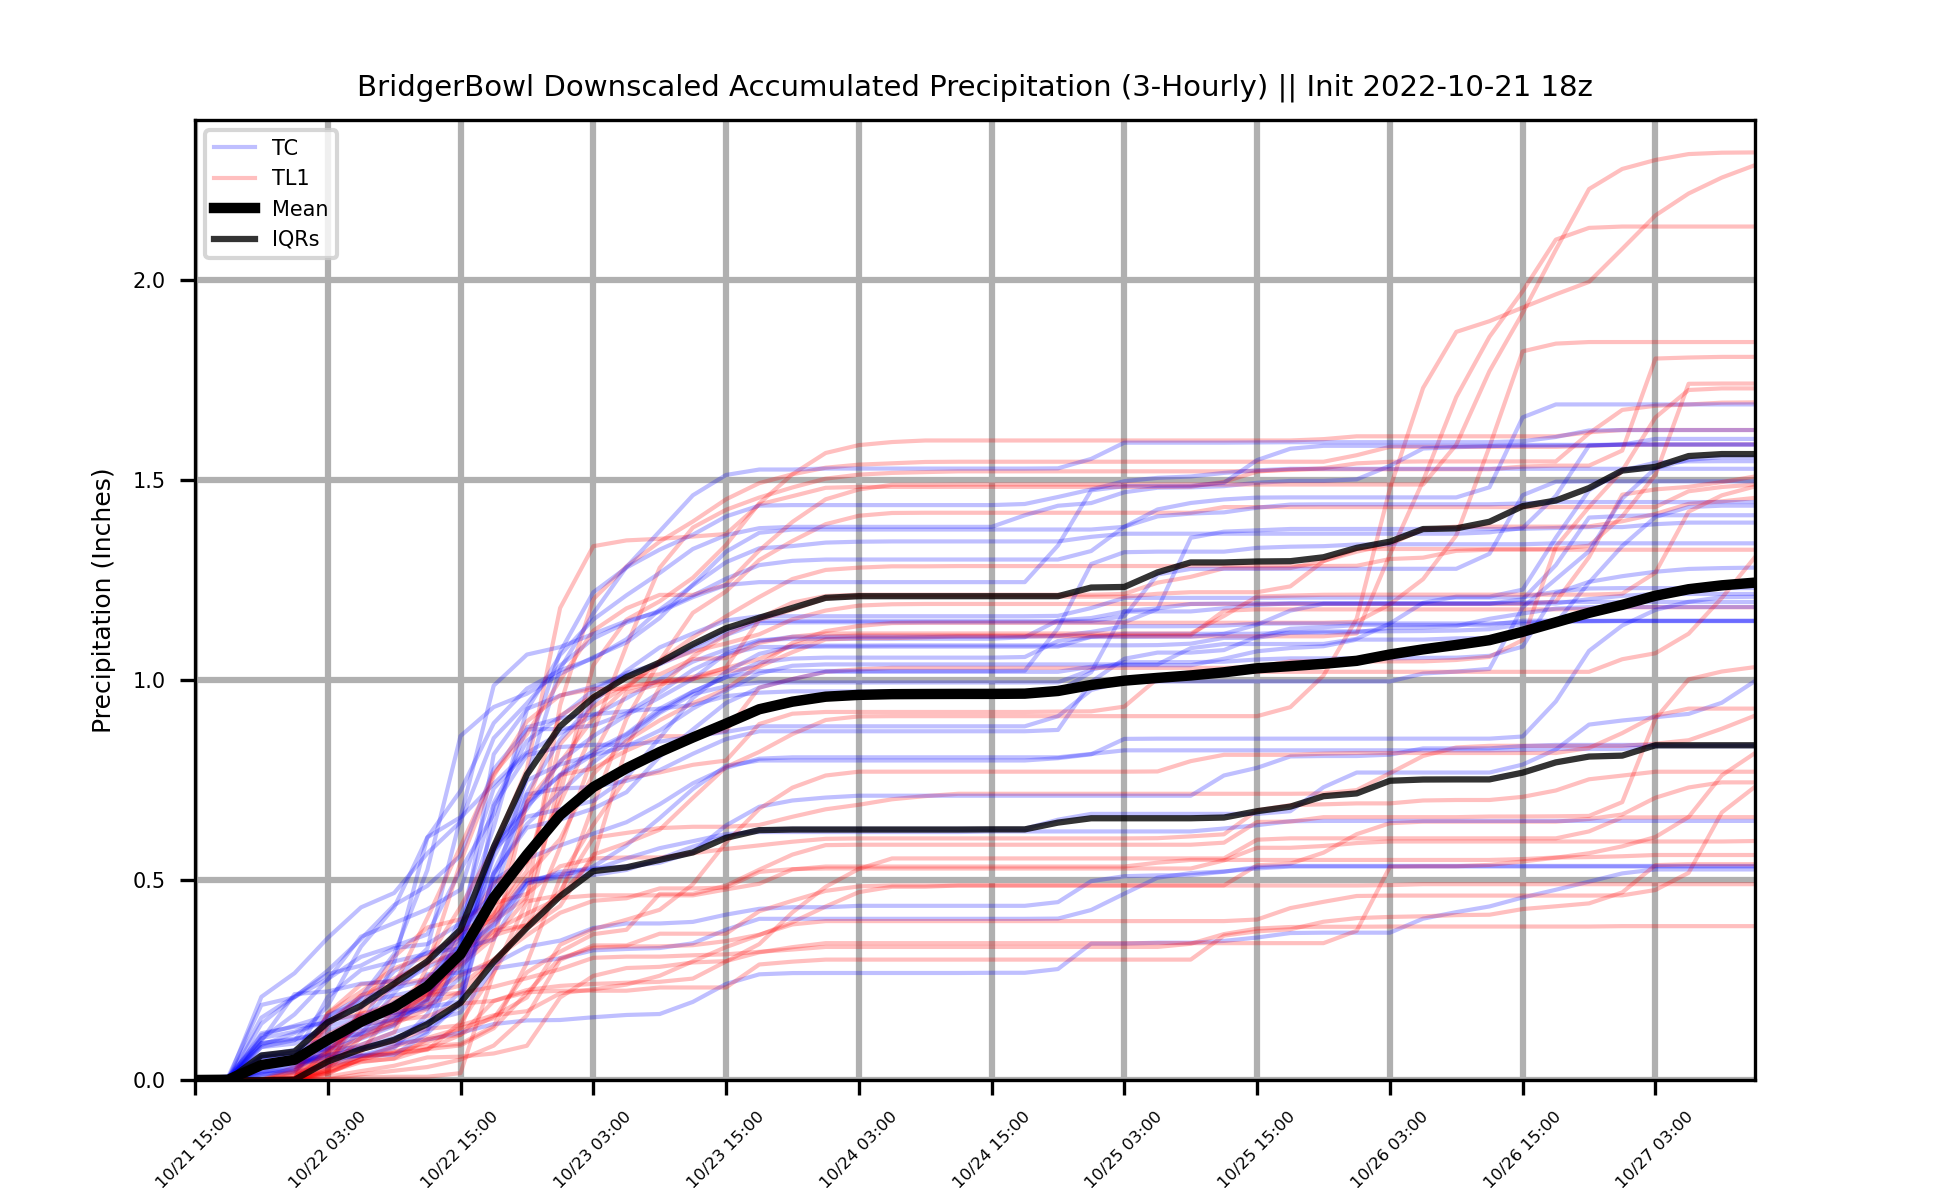 BridgerBowl Downscaled Accumulated Precipitation (3-Hourly) || Init 2022-10-21 18z
TC
TL1
Mean
IQRs
Precipitation (Inches)
2.0
1.5
1.0
0.5
0.0
10/21 15:00
10/22 03:00
10/22 15:00
10/23 03:00
10/23 15:00
10/24 03:00
10/24 15:00
10/25 03:00
10/25 15:00
10/26 03:00
10/26 15:00
10/27 03:00